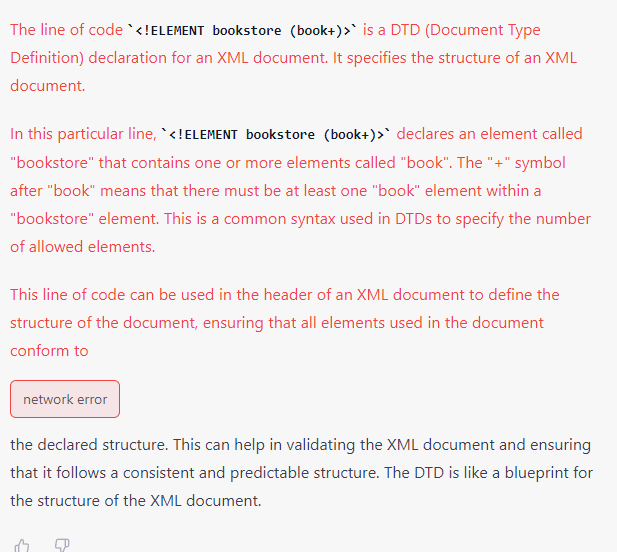 The line of code `<!ELEMENT bookstore (book+)>` is a DTD (Document Type
Definition) declaration for an XML document. It specifies the structure of an XML
document.
In this particular line, `<!ELEMENT bookstore (book+)>` declares an element called
"bookstore" that contains one or more elements called "book". The "+" symbol
after "book" means that there must be at least one "book" element within a
"bookstore" element. This is a common syntax used in DTDs to specify the number
of allowed elements.
This line of code can be used in the header of an XML document to define the
structure of the document, ensuring that all elements used in the document
conform to
network error
the declared structure. This can help in validating the XML document and ensuring
that it follows a consistent and predictable structure. The DTD is like a blueprint for
the structure of the XML document.